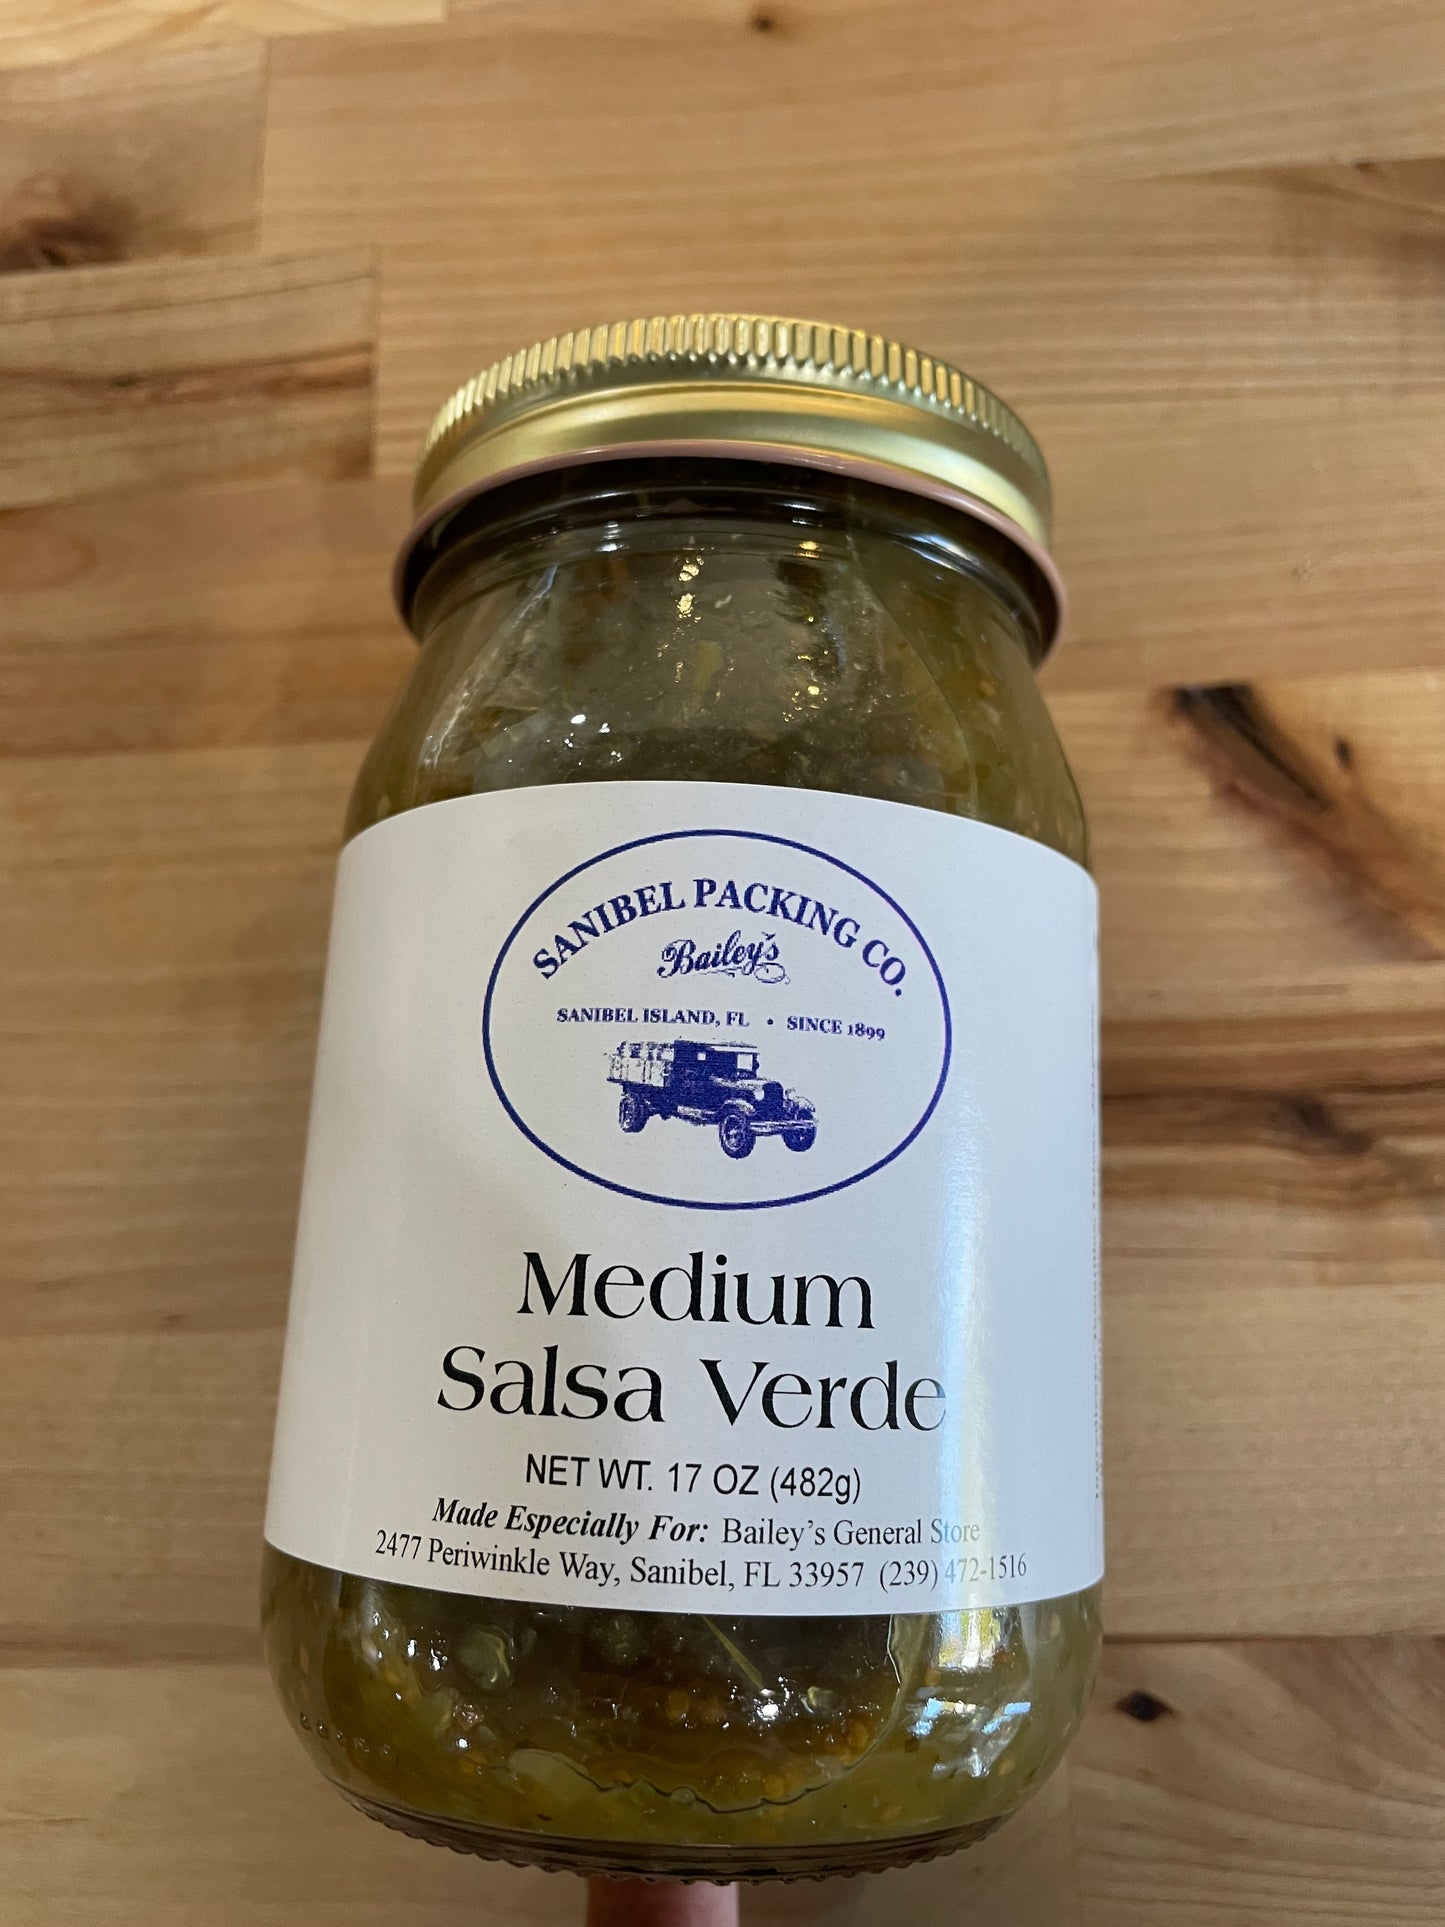 SANIBEL PACKING CO.
Bailey's
SANIBEL ISLAND, FL • SINCE 1899
Medium
Salsa Verde
NET WT. 17 OZ (482g)
Made Especially For: Bailey's General Store
2477 Periwinkle Way, Sanibel, FL 33957 (239) 472-1516